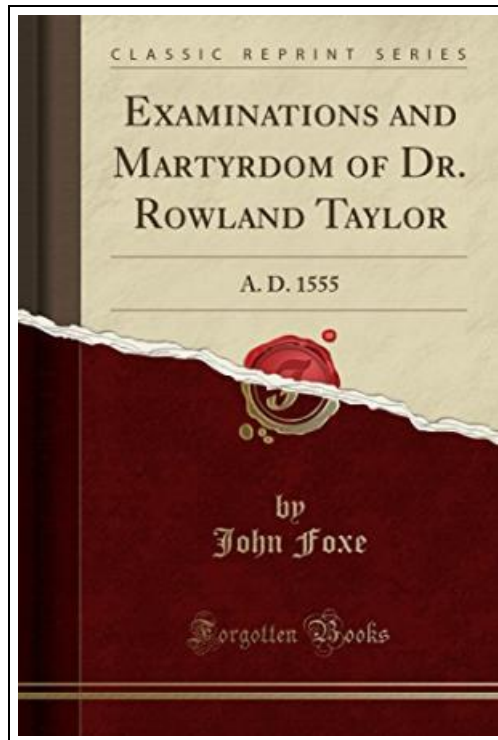 CLASSIC REPRINT SERIES
EXAMINATIONS AND
MARTYRDOM OF DR.
ROWLAND TAYLOR
A. D. 1555
by
John Foxe
Forgotten Books